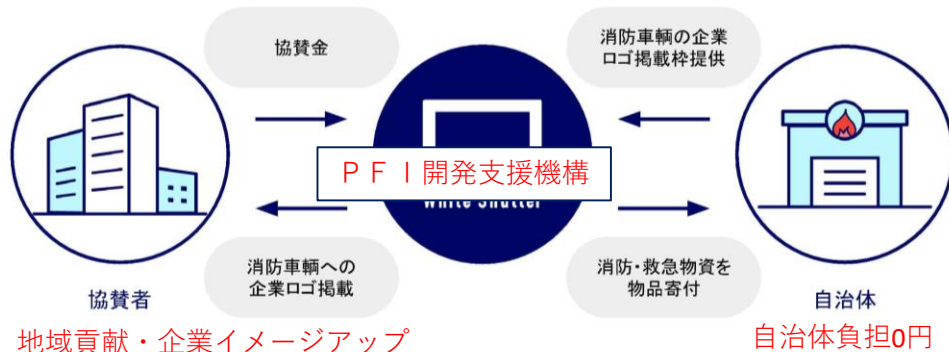 協賛金
消防車輌の企業
ロゴ掲載枠提供
ＰＦＩ開発支援機構
White Shutter
消防車輌への
企業ロゴ掲載
消防・救急物資を
物品寄付
協賛者
自治体
地域貢献・企業イメージアップ
自治体負担0円